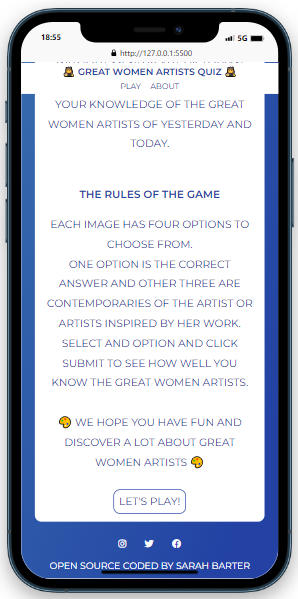 18:55
5G
http://127.0.0.1:5500
GREAT WOMEN ARTISTS QUIZ
PLAY ABOUT
YOUR KNOWLEDGE OF THE GREAT
WOMEN ARTISTS OF YESTERDAY AND
TODAY.
THE RULES OF THE GAME
EACH IMAGE HAS FOUR OPTIONS TO
CHOOSE FROM.
ONE OPTION IS THE CORRECT
ANSWER AND OTHER THREE ARE
CONTEMPORARIES OF THE ARTIST OR
ARTISTS INSPIRED BY HER WORK.
SELECT AND OPTION AND CLICK
SUBMIT TO SEE HOW WELL YOU
KNOW THE GREAT WOMEN ARTISTS.
🎨 WE HOPE YOU HAVE FUN AND
DISCOVER A LOT ABOUT GREAT
WOMEN ARTISTS 🎨
LET'S PLAY!
OPEN SOURCE CODED BY SARAH BARTER